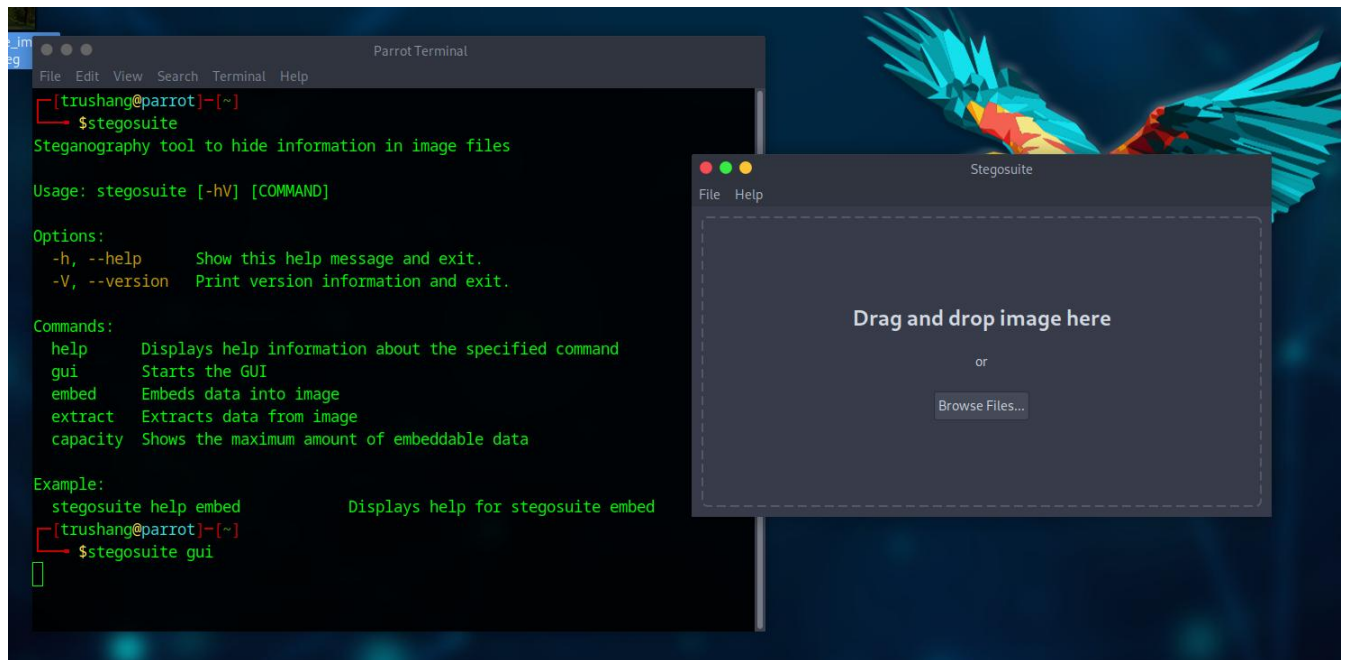 e_im
eg
Parrot Terminal
File Edit View Search Terminal Help
[trushang@parrot]-[~]
$stegosuite
Steganography tool to hide information in image files
Usage: stegosuite [-hV] [COMMAND]
Options:
-h, --help Show this help message and exit.
-V, --version Print version information and exit.
Commands:
help Displays help information about the specified command
gui Starts the GUI
embed Embeds data into image
extract Extracts data from image
capacity Shows the maximum amount of embeddable data
Example:
stegosuite help embed Displays help for stegosuite embed
[trushang@parrot]-[~]
$stegosuite gui
Stegosuite
File Help
Drag and drop image here
or
Browse Files...